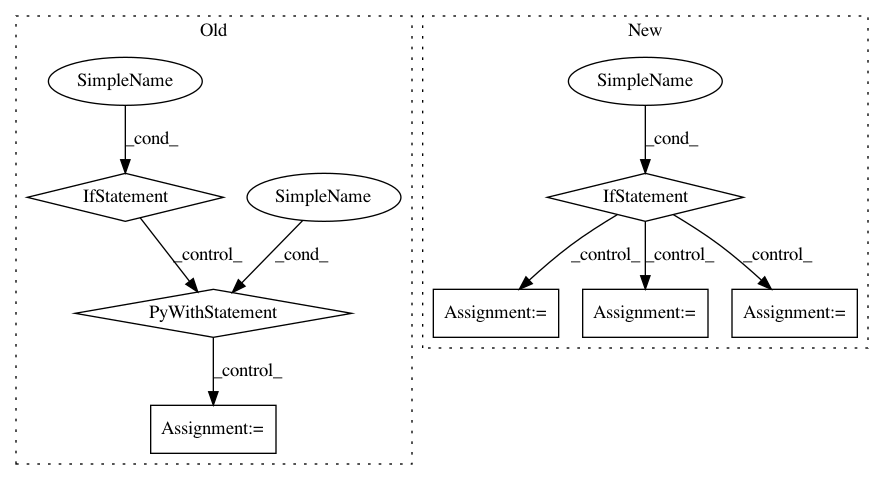 Old
New
SimpleName
SimpleName
_cond_
_cond_
IfStatement
SimpleName
IfStatement
_control_
_cond_
_control_
_control_
_control_
PyWithStatement
Assignment:=
Assignment:=
Assignment:=
_control_
Assignment:=